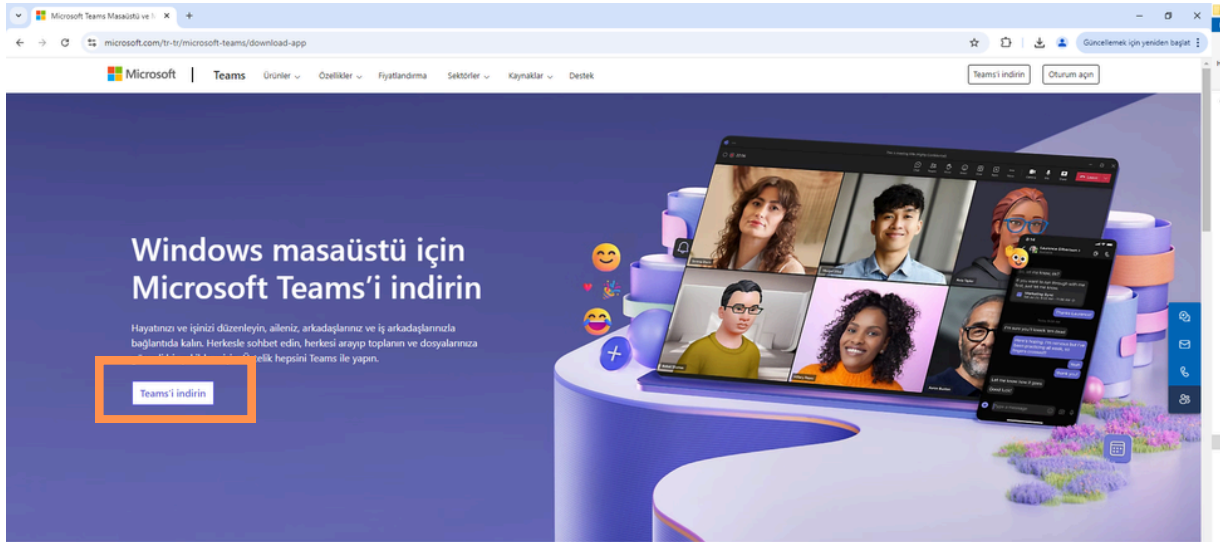 Microsoft Teams Masaüstü ve
microsoft.com/tr-tr/microsoft-teams/download-app
Güncellemek için yeniden başlat
Microsoft Teams Ürünler Özellikler Fiyatlandırma Sektörler Kaynaklar Destek
Teams'i indirin Oturum açın
Windows masaüstü için
Microsoft Teams'i indirin
Hayatınızı ve işinizi düzenleyin, aileniz, arkadaşlarınız ve iş arkadaşlarınızla
bağlantıda kalın. Herkesle sohbet edin, herkesi arayıp toplanın ve dosyalarınıza
Üstelik hepsini Teams ile yapın.
Teams'i indirin
Type a message